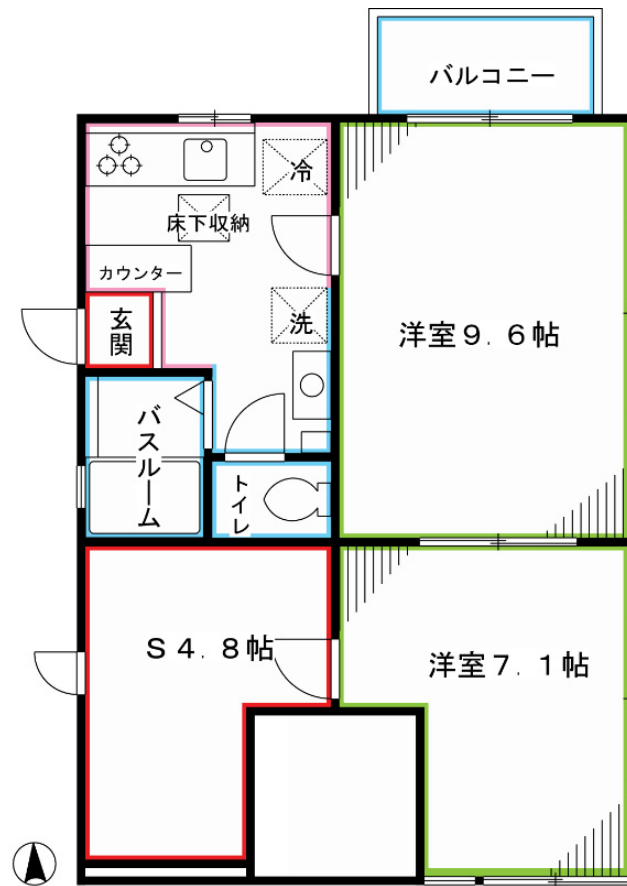 バルコニー
冷
床下収納
カウンター
洗
玄関
洋室9.6帖
バスルーム
トイレ
S4.8帖
洋室7.1帖